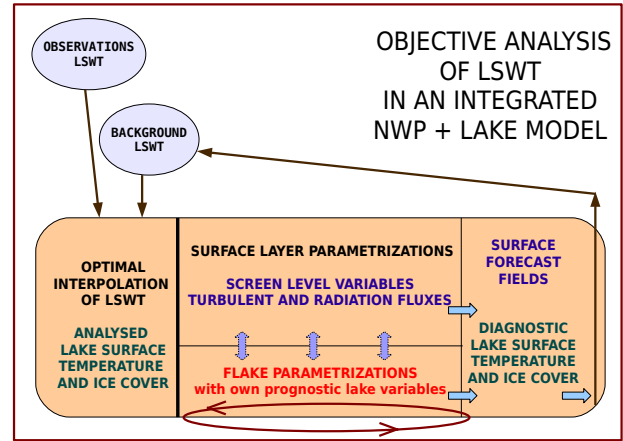 OBSERVATIONS
LSWT
OBJECTIVE ANALYSIS
OF LSWT
IN AN INTEGRATED
NWP + LAKE MODEL
BACKGROUND
LSWT
OPTIMAL
INTERPOLATION
OF LSWT
ANALYSED
LAKE SURFACE
TEMPERATURE
AND ICE COVER
SURFACE LAYER PARAMETRIZATIONS
SCREEN LEVEL VARIABLES
TURBULENT AND RADIATION FLUXES
FLAKE PARAMETRIZATIONS
with own prognostic lake variables
SURFACE
FORECAST
FIELDS
DIAGNOSTIC
LAKE SURFACE
TEMPERATURE
AND ICE COVER